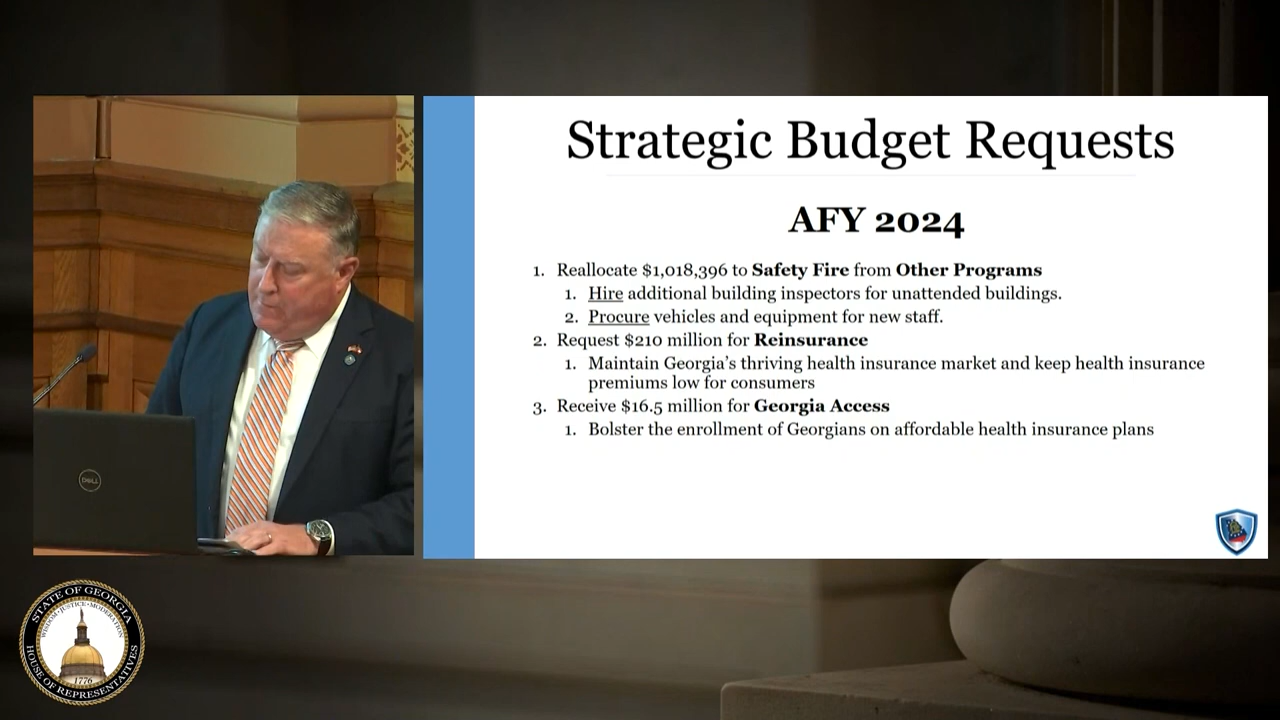 Strategic Budget Requests
AFY 2024
1. Reallocate $1,018,396 to Safety Fire from Other Programs
1. Hire additional building inspectors for unattended buildings.
2. Procure vehicles and equipment for new staff.
2. Request $210 million for Reinsurance
1. Maintain Georgia's thriving health insurance market and keep health insurance
premiums low for consumers
3. Receive $16.5 million for Georgia Access
1. Bolster the enrollment of Georgians on affordable health insurance plans
DELL
STATE OF GEORGIA
WISDOM • JUSTICE • MODERATION
1776
HOUSE OF REPRESENTATIVES